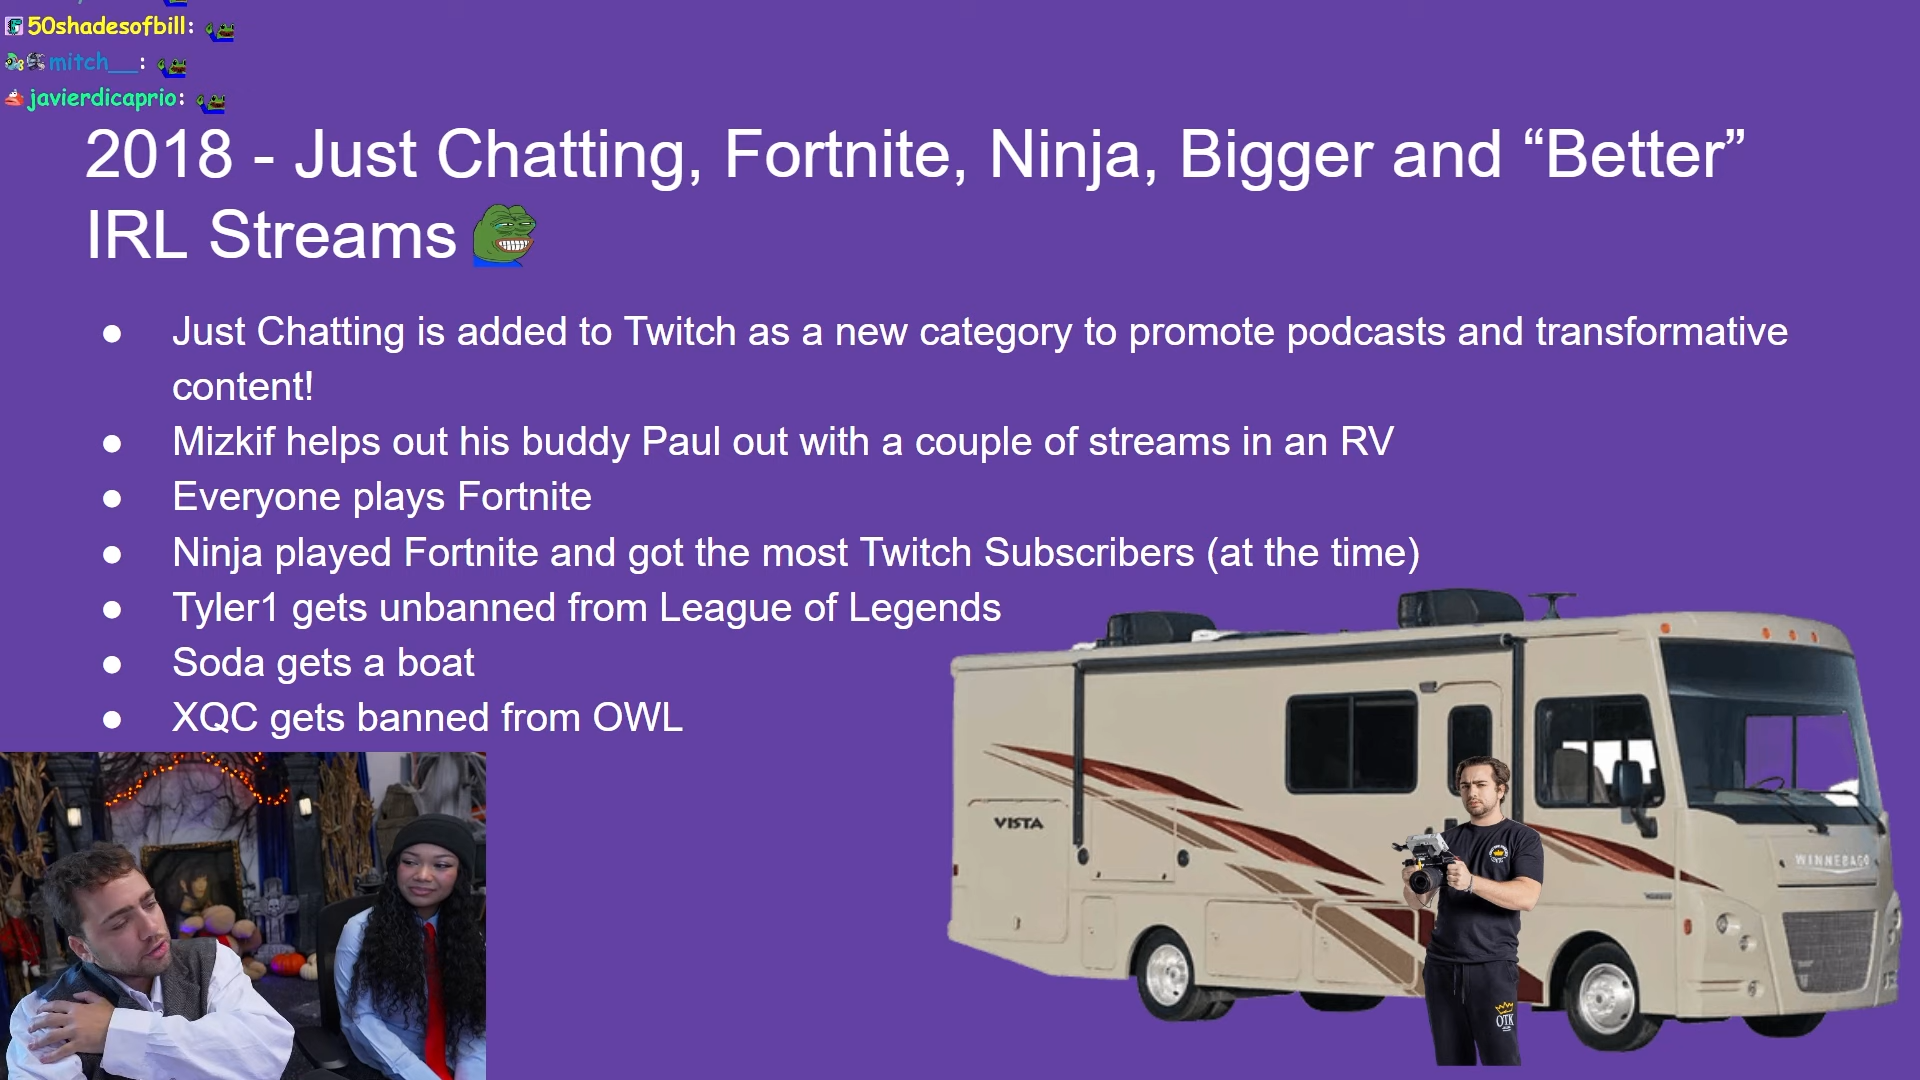 50shadesofbill:
mitch__:
javierdicaprio:
2018 - Just Chatting, Fortnite, Ninja, Bigger and “Better”
IRL Streams
● Just Chatting is added to Twitch as a new category to promote podcasts and transformative
content!
● Mizkif helps out his buddy Paul out with a couple of streams in an RV
● Everyone plays Fortnite
● Ninja played Fortnite and got the most Twitch Subscribers (at the time)
● Tyler1 gets unbanned from League of Legends
● Soda gets a boat
● XQC gets banned from OWL
VISTA
WINNEBAGO
OTK